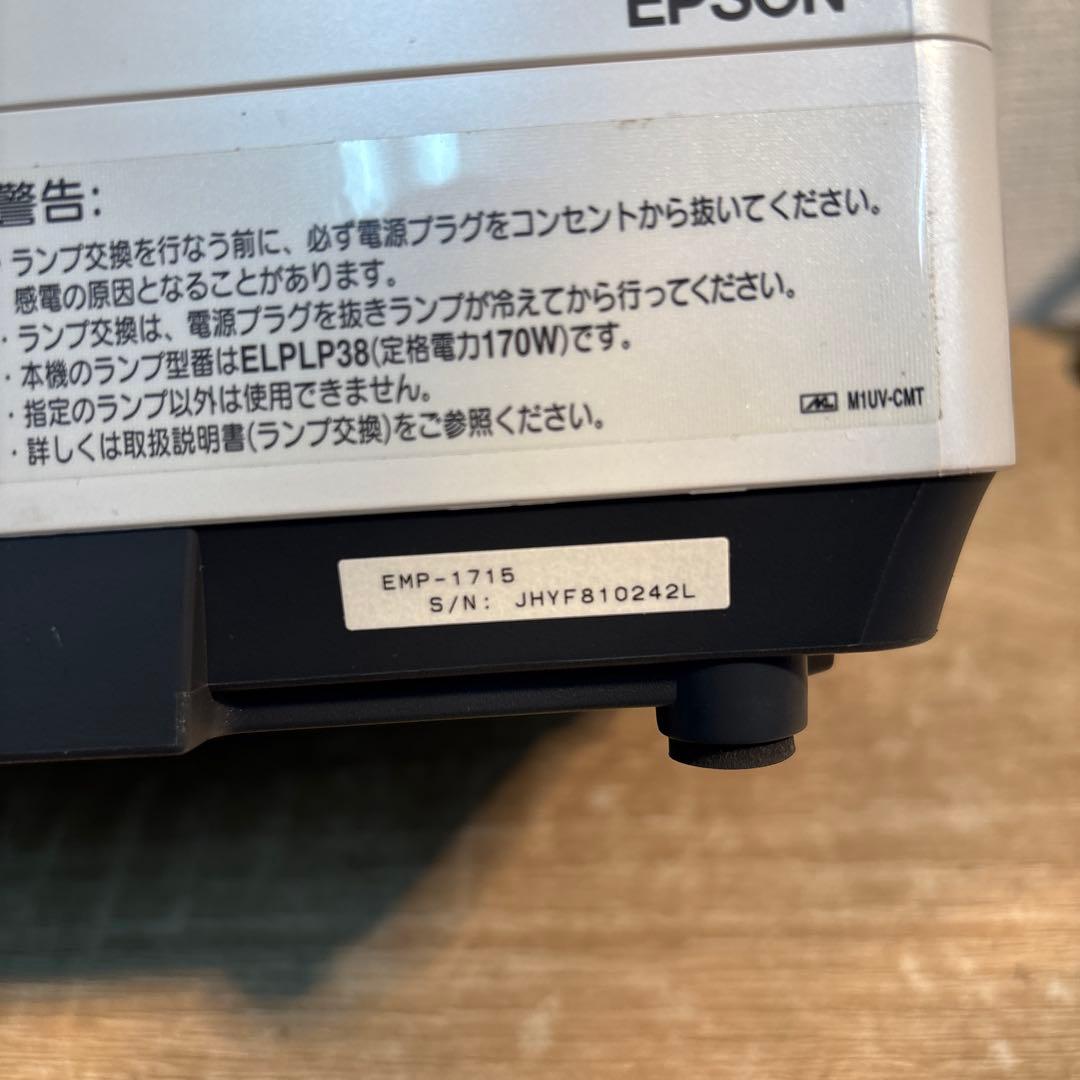 EPSON
警告:
・ランプ交換を行なう前に、必ず電源プラグをコンセントから抜いてください。
感電の原因となることがあります。
・ランプ交換は、電源プラグを抜きランプが冷えてから行ってください。
・本機のランプ型番はELPLP38(定格電力170W)です。
・指定のランプ以外は使用できません。
・詳しくは取扱説明書(ランプ交換)をご参照ください。
M1UV-CMT
EMP-1715
S/N: JHYF810242L